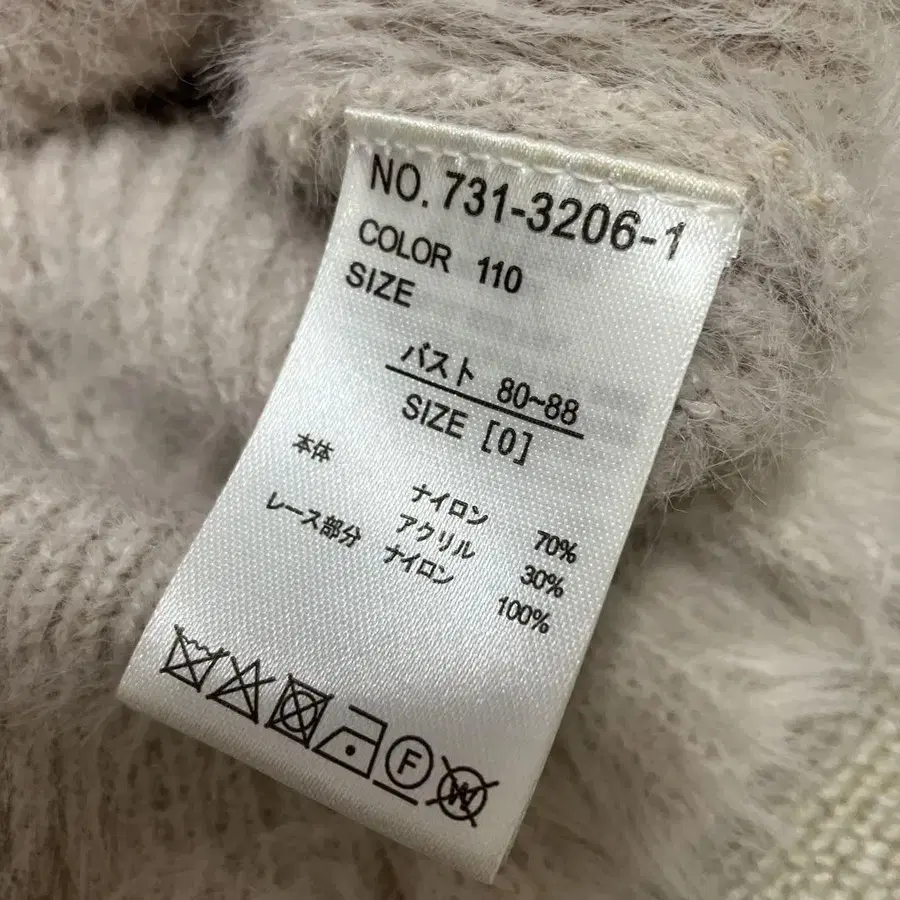 NO. 731-3206-1
COLOR 110
SIZE
バスト 80~88
SIZE [0]
本体 ナイロン 70%
アクリル 30%
レース部分 ナイロン 100%
F W